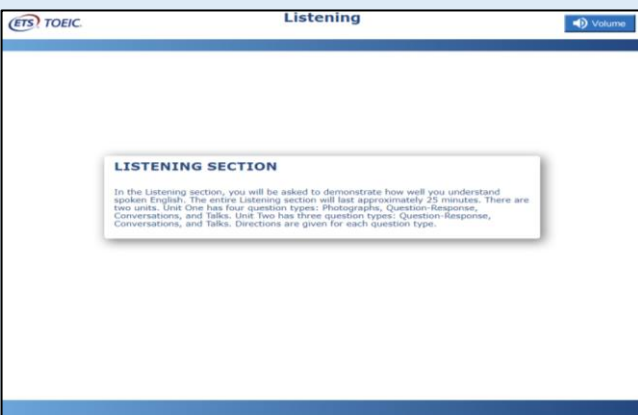 ETS TOEIC.
Listening
Volume
LISTENING SECTION
In the Listening section, you will be asked to demonstrate how well you understand
spoken English. The entire Listening section will last approximately 25 minutes. There are
two units. Unit One has four question types: Photographs, Question-Response,
Conversations, and Talks. Unit Two has three question types: Question-Response,
Conversations, and Talks. Directions are given for each question type.